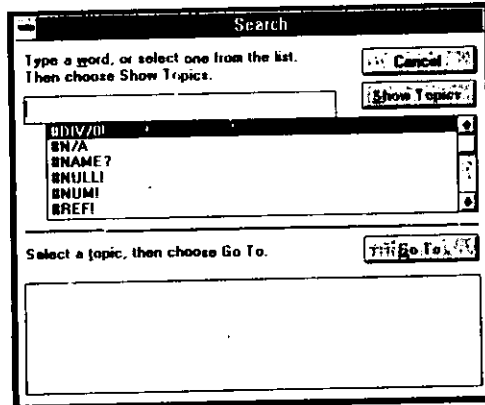 Search
Type a word, or select one from the list.
Then choose Show Topics.
Cancel
Show Topics
#DIV/0!
#N/A
#NAME?
#NULL!
#NUM!
#REF!
Select a topic, then choose Go To.
Go To